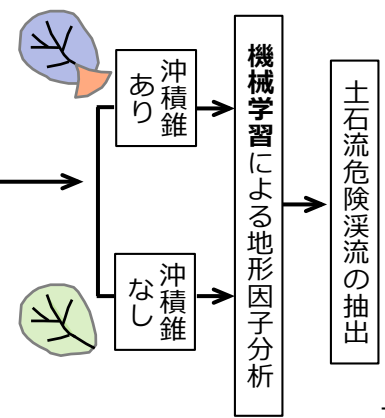 沖積錐
あり
沖積錐
なし
機械学習による地形因子分析
土石流危険渓流の抽出